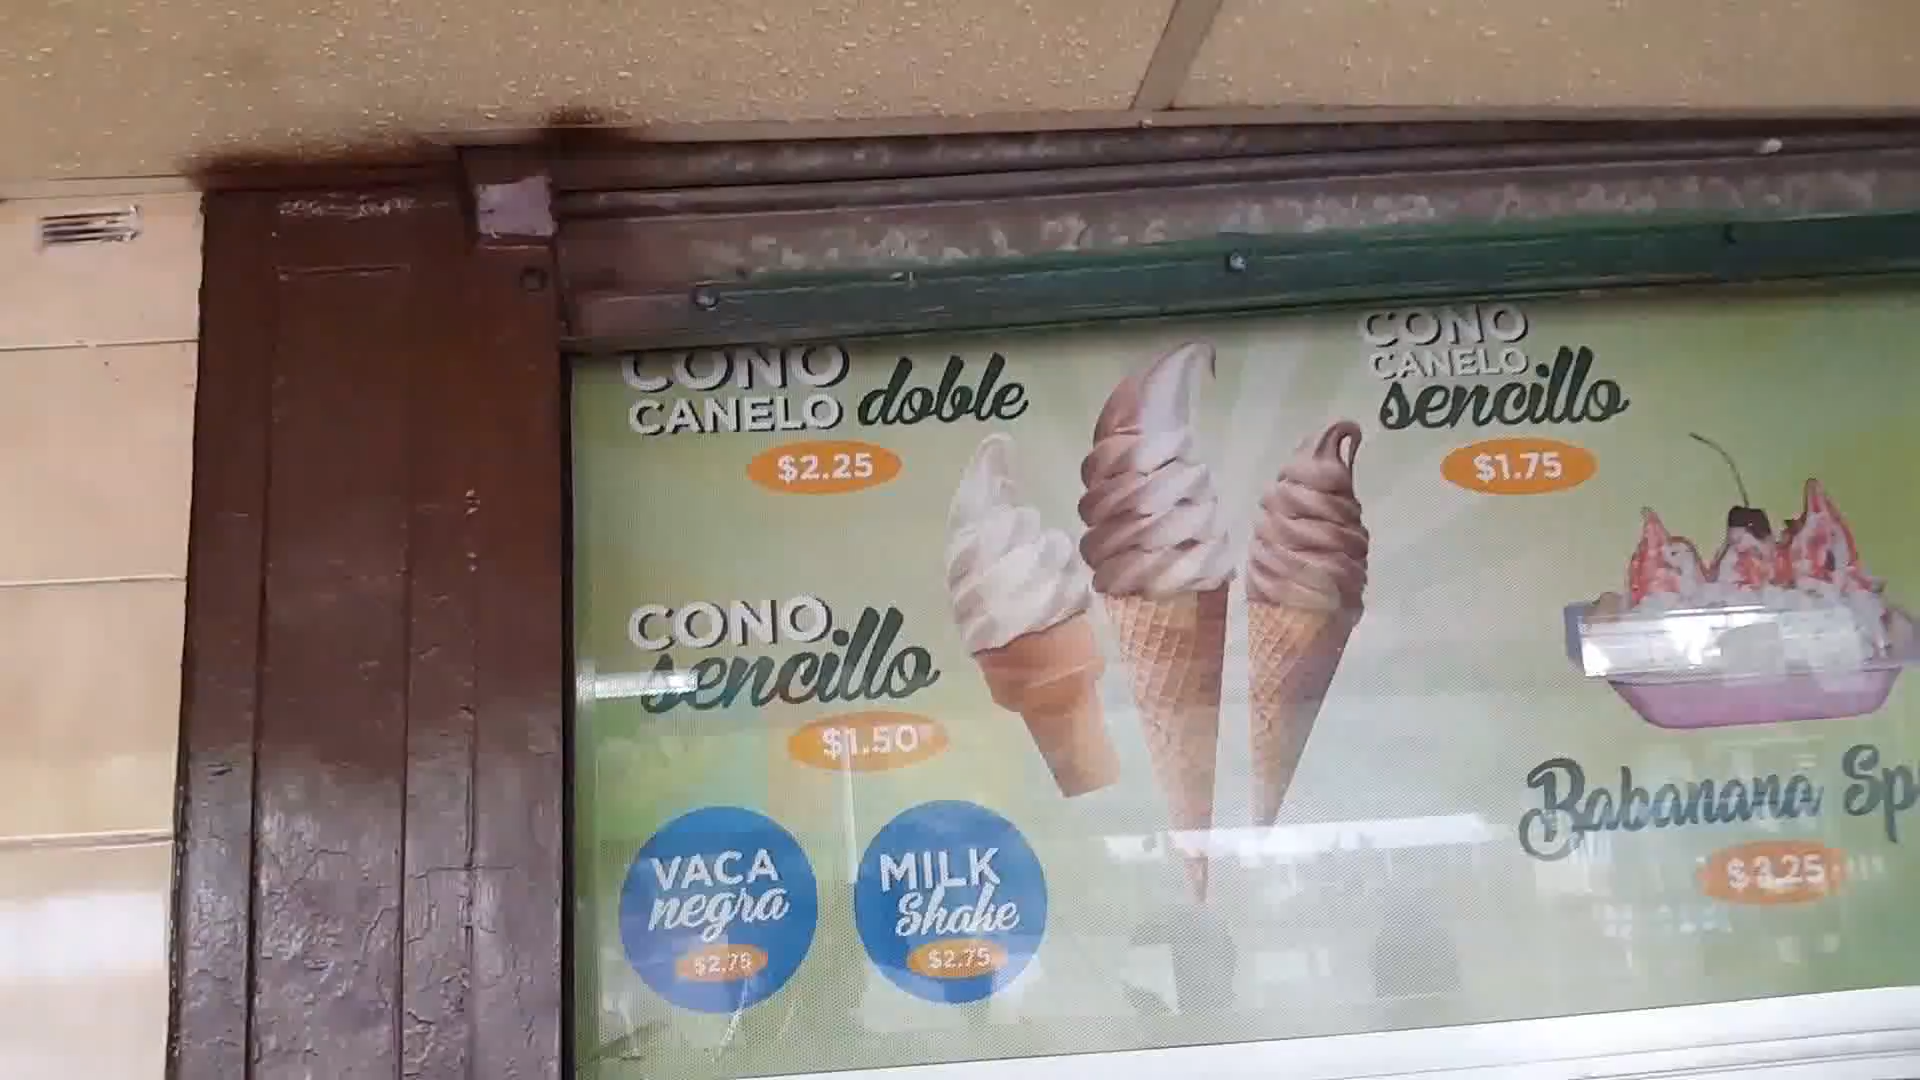 CONO
CANELO doble
$2.25
CONO
CANELO
sencillo
$1.75
CONO
sencillo
$1.50
VACA
negra
$2.75
MILK
Shake
$2.75
Babanana
$3.25